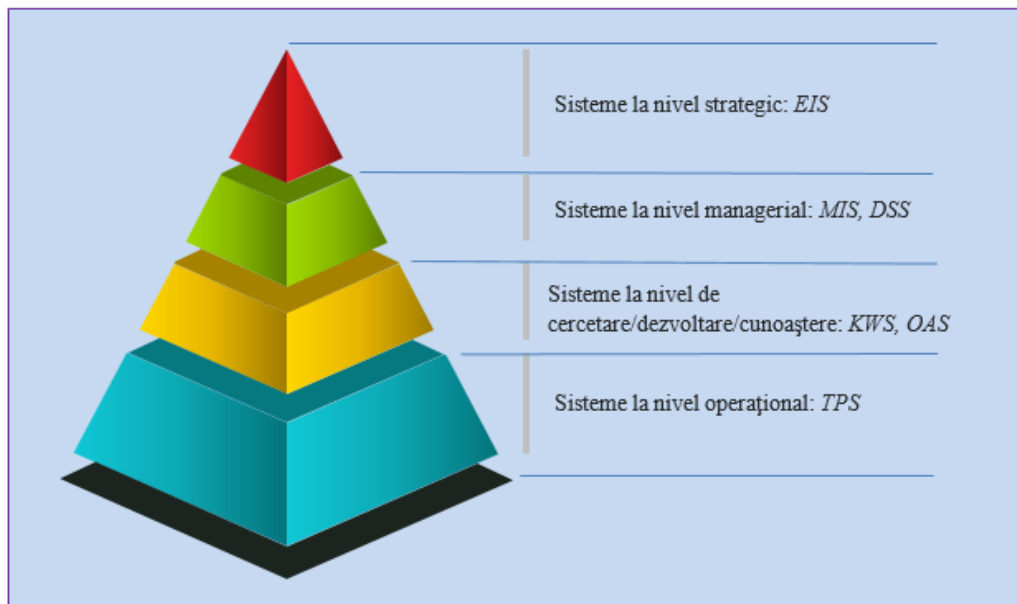 Sisteme la nivel strategic: EIS
Sisteme la nivel managerial: MIS, DSS
Sisteme la nivel de
cercetare/dezvoltare/cunoaştere: KWS, OAS
Sisteme la nivel operaţional: TPS